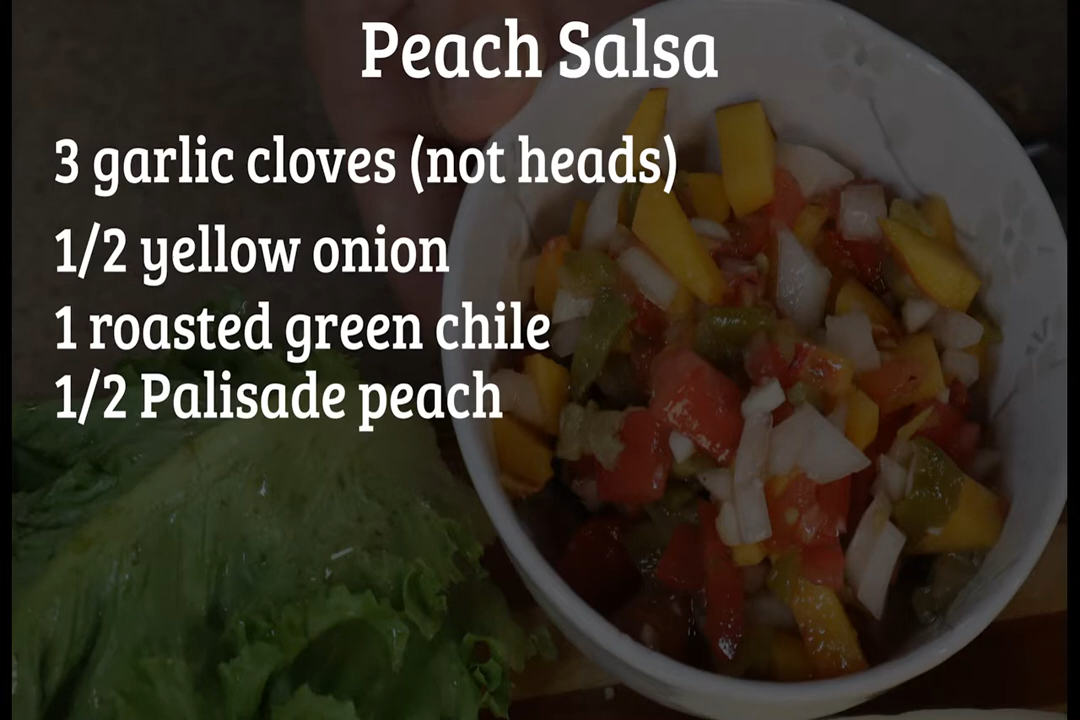 Peach Salsa
3 garlic cloves (not heads)
1/2 yellow onion
1 roasted green chile
1/2 Palisade peach